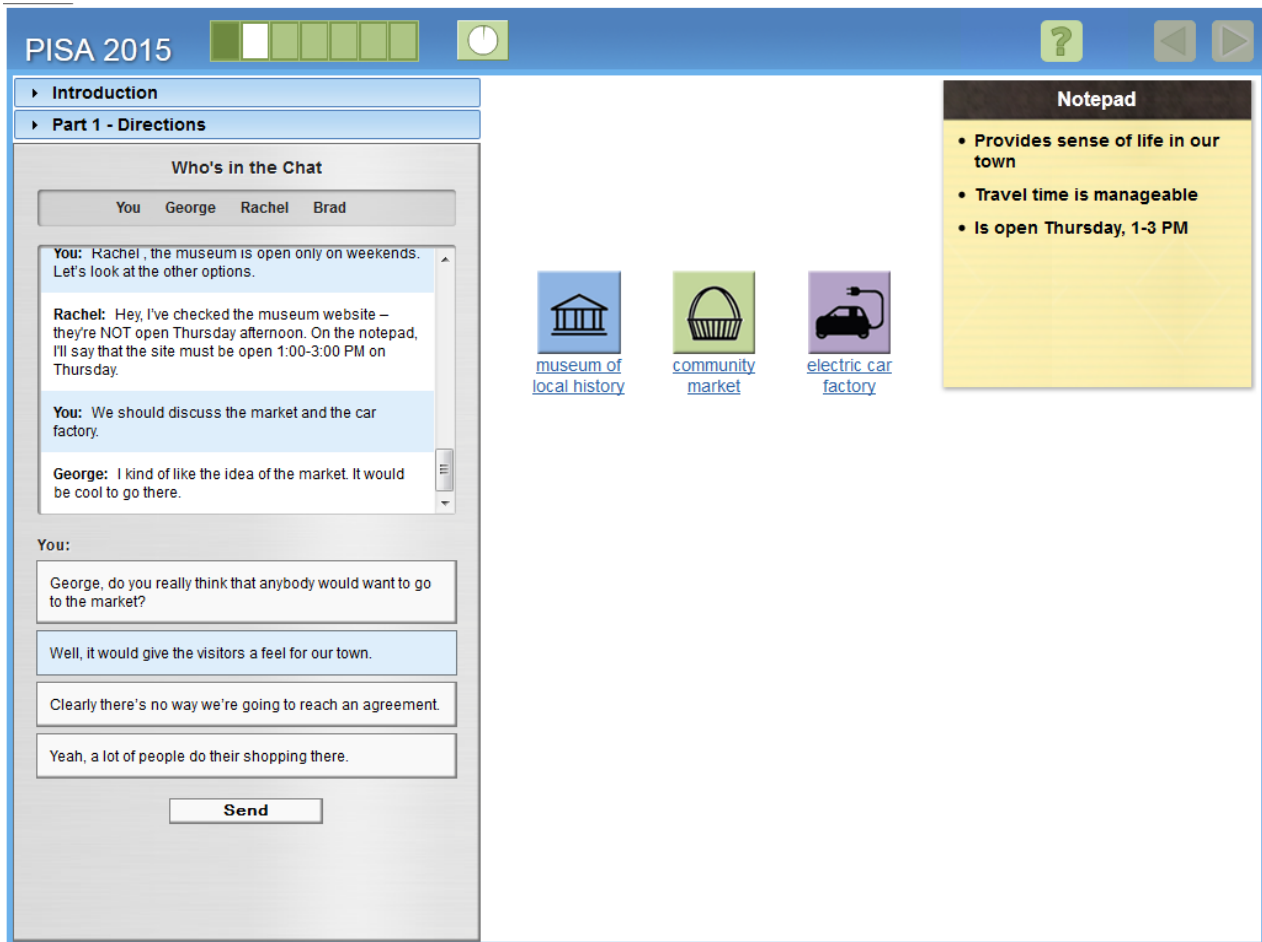 PISA 2015
?
Introduction
Part 1 - Directions
Who's in the Chat
You George Rachel Brad
You: Rachel , the museum is open only on weekends.
Let's look at the other options.
Rachel: Hey, I've checked the museum website –
they're NOT open Thursday afternoon. On the notepad,
I'll say that the site must be open 1:00-3:00 PM on
Thursday.
You: We should discuss the market and the car
factory.
George: I kind of like the idea of the market. It would
be cool to go there.
You:
George, do you really think that anybody would want to go
to the market?
Well, it would give the visitors a feel for our town.
Clearly there's no way we're going to reach an agreement.
Yeah, a lot of people do their shopping there.
Send
museum of
local history
community
market
electric car
factory
Notepad
• Provides sense of life in our
town
• Travel time is manageable
• Is open Thursday, 1-3 PM